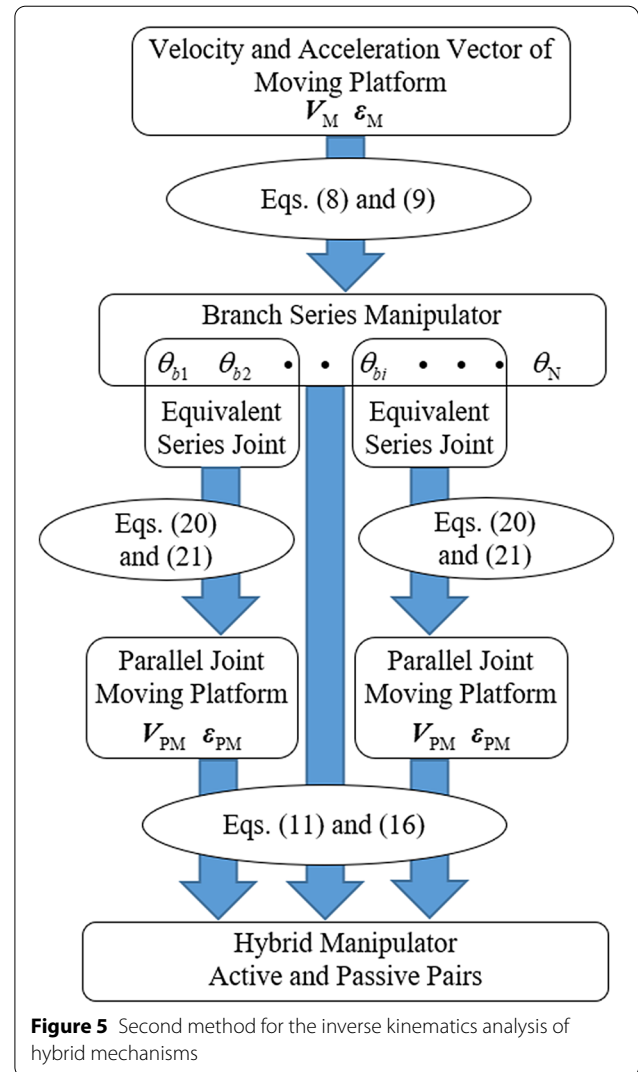 Velocity and Acceleration Vector of
Moving Platform
V_M ε_M
Eqs. (8) and (9)
Branch Series Manipulator
θ_b1 θ_b2 • • θ_bi • • • θ_N
Equivalent
Series Joint
Equivalent
Series Joint
Eqs. (20)
and (21)
Eqs. (20)
and (21)
Parallel Joint
Moving Platform
V_PM ε_PM
Parallel Joint
Moving Platform
V_PM ε_PM
Eqs. (11) and (16)
Hybrid Manipulator
Active and Passive Pairs
Figure 5 Second method for the inverse kinematics analysis of
hybrid mechanisms